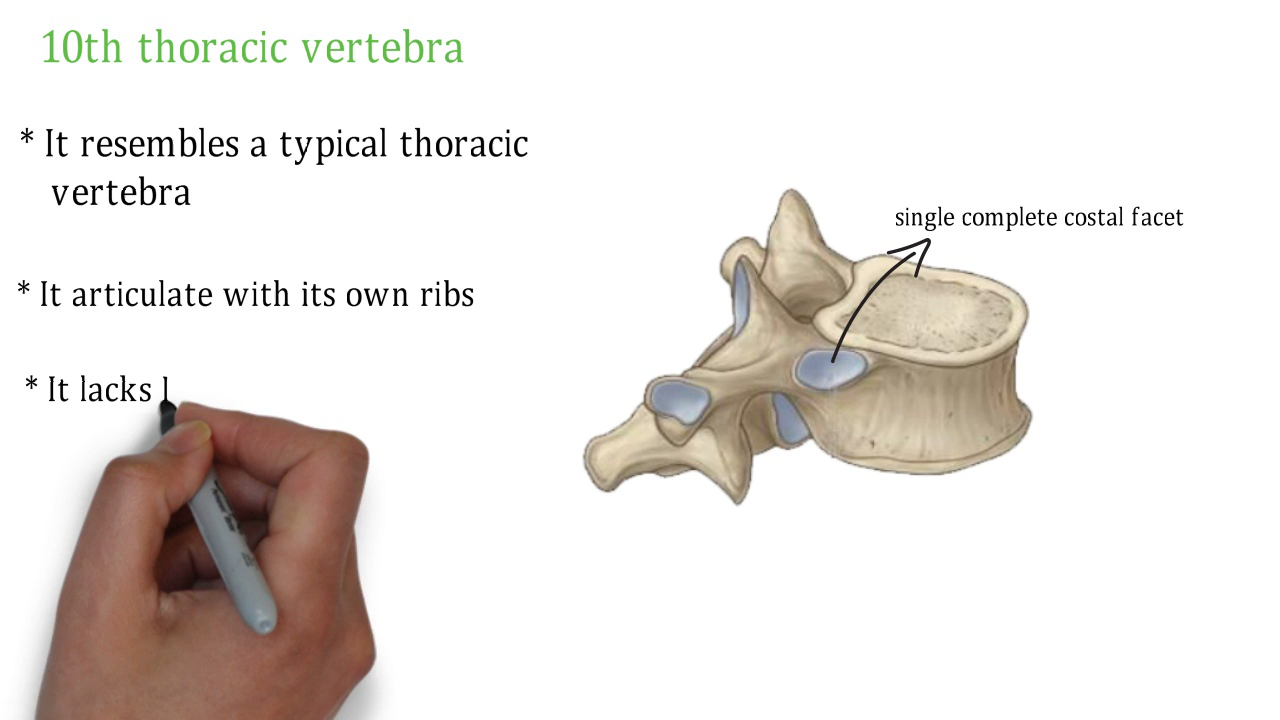 10th thoracic vertebra
* It resembles a typical thoracic
vertebra
single complete costal facet
* It articulate with its own ribs
* It lacks l